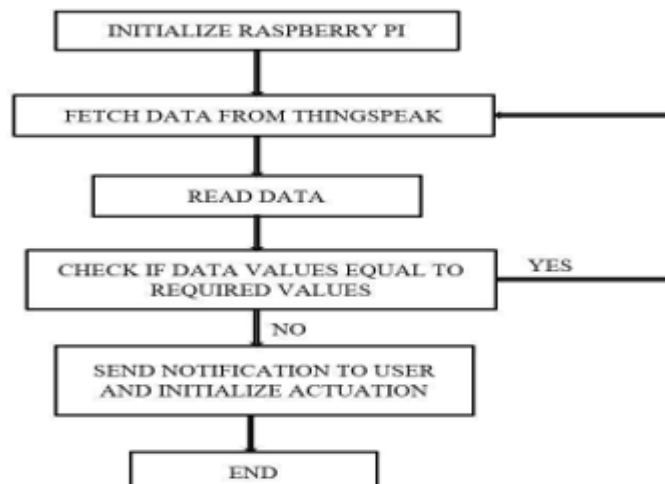 INITIALIZE RASPBERRY PI
FETCH DATA FROM THINGSPEAK
READ DATA
CHECK IF DATA VALUES EQUAL TO
REQUIRED VALUES
YES
NO
SEND NOTIFICATION TO USER
AND INITIALIZE ACTUATION
END